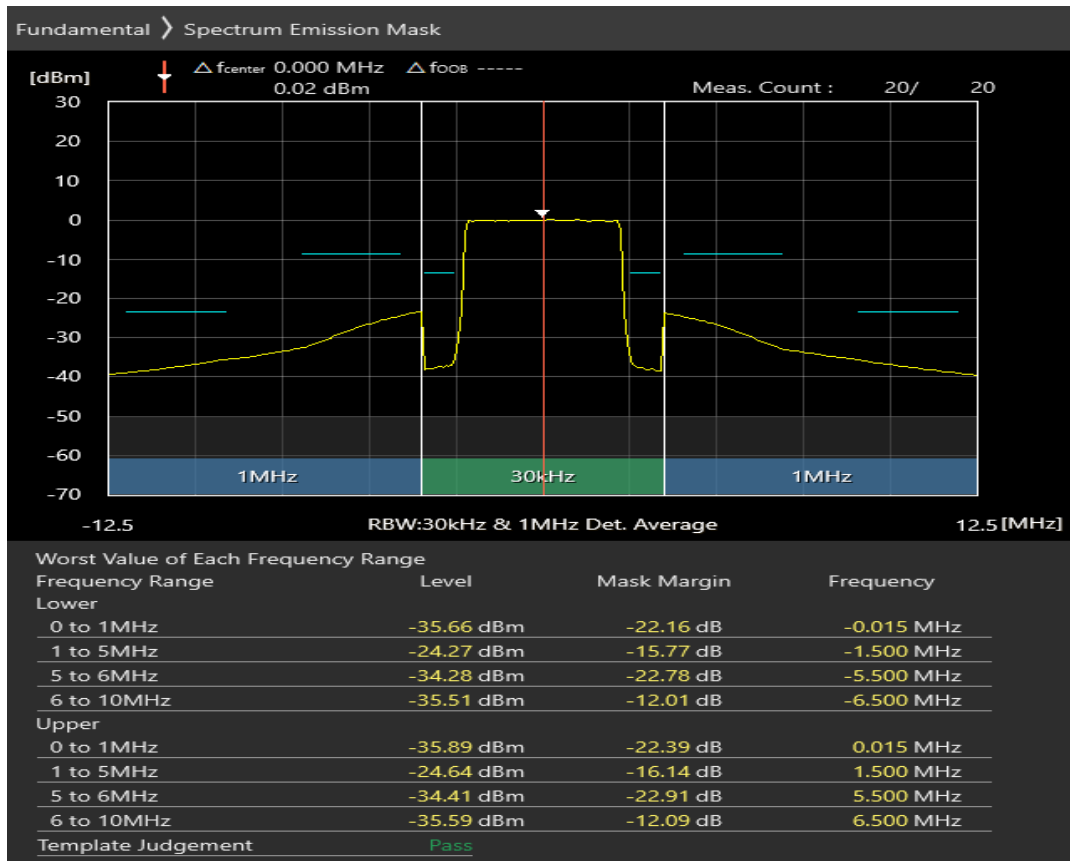 Fundamental ❯ Spectrum Emission Mask
[dBm] △ fcenter 0.000 MHz △ fOOB -----
0.02 dBm Meas. Count : 20/ 20
30
20
10
0
-10
-20
-30
-40
-50
-60
1MHz 30kHz 1MHz
-70
-12.5 RBW:30kHz & 1MHz Det. Average 12.5 [MHz]
Worst Value of Each Frequency Range
Frequency Range Level Mask Margin Frequency
Lower
0 to 1MHz -35.66 dBm -22.16 dB -0.015 MHz
1 to 5MHz -24.27 dBm -15.77 dB -1.500 MHz
5 to 6MHz -34.28 dBm -22.78 dB -5.500 MHz
6 to 10MHz -35.51 dBm -12.01 dB -6.500 MHz
Upper
0 to 1MHz -35.89 dBm -22.39 dB 0.015 MHz
1 to 5MHz -24.64 dBm -16.14 dB 1.500 MHz
5 to 6MHz -34.41 dBm -22.91 dB 5.500 MHz
6 to 10MHz -35.59 dBm -12.09 dB 6.500 MHz
Template Judgement Pass